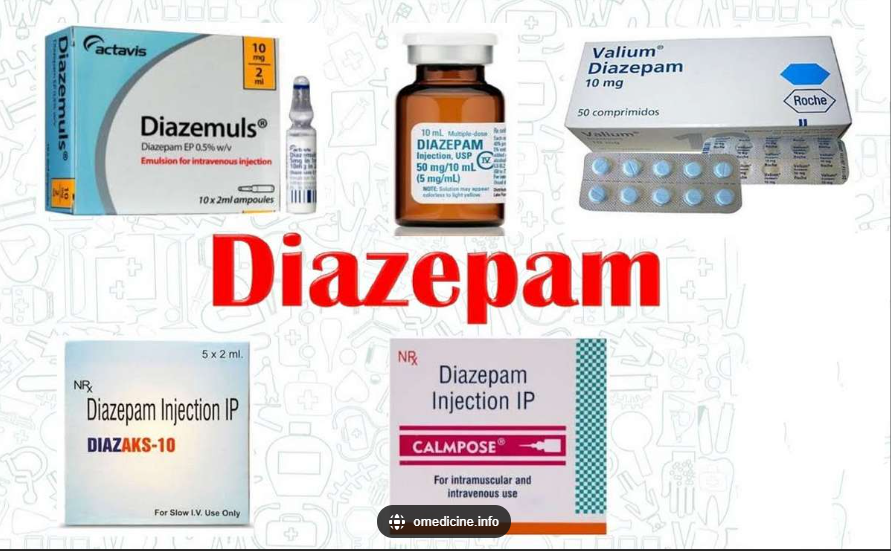 actavis
10
mg
2
ml
Diazemuls®
Diazepam EP 0.5% w/v
Emulsion for intravenous injection
10 x 2ml ampoules
Diazemuls®
10 mL Multiple-dose
DIAZEPAM
Injection, USP
CIV
50 mg/10 mL
(5 mg/mL)
NOTE: Solution may appear
colorless to light yellow.
Valium®
Diazepam
10 mg
Roche
50 comprimidos
Valium®
Diazepam
5 x 2 ml.
NRx
Diazepam Injection IP
DIAZAKS-10
For Slow I.V. Use Only
NRx
Diazepam
Injection IP
CALMPOSE®
For intramuscular and
intravenous use
omedicine.info